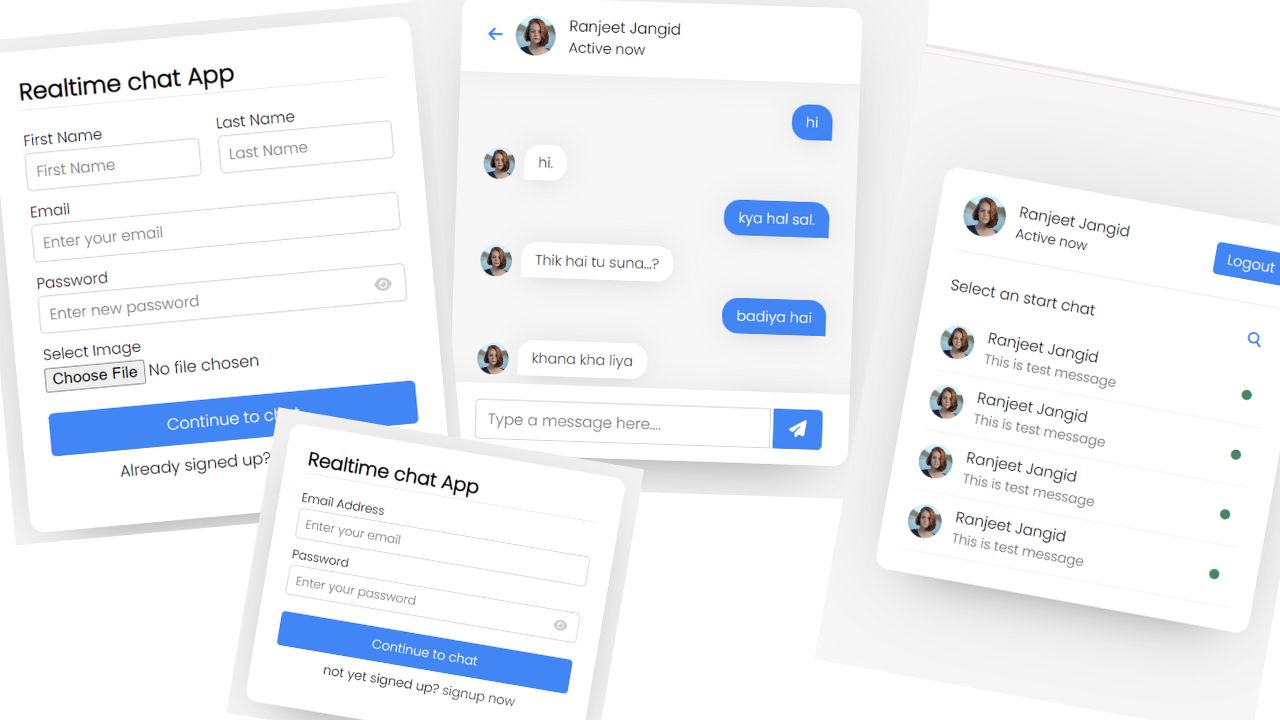 Realtime chat App
First Name
Last Name
First Name
Last Name
Email
Enter your email
Password
Enter new password
Select Image
Choose File No file chosen
Continue to
Already signed up?
Ranjeet Jangid
Active now
hi
hi.
kya hal sal.
Thik hai tu suna...?
badiya hai
khana kha liya
Type a message here....
Realtime chat App
Email Address
Enter your email
Password
Enter your password
Continue to chat
not yet signed up? signup now
Ranjeet Jangid
Active now
Logout
Select an start chat
Ranjeet Jangid
This is test message
Ranjeet Jangid
This is test message
Ranjeet Jangid
This is test message
Ranjeet Jangid
This is test message